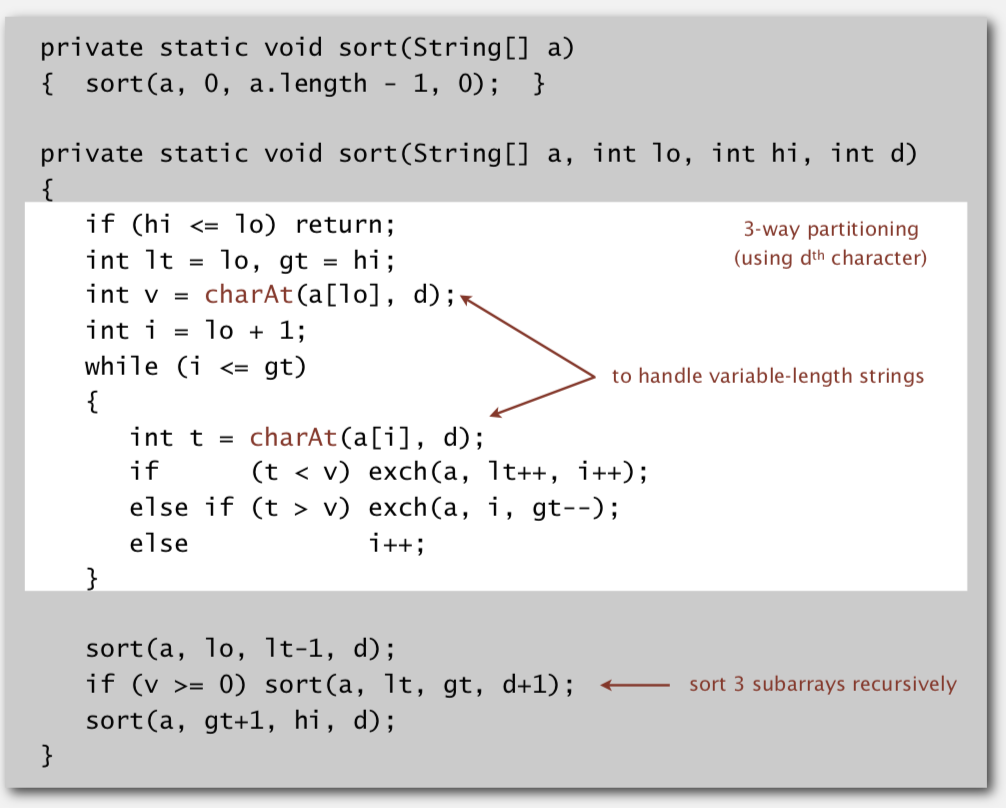 private static void sort(String[] a)
{  sort(a, 0, a.length - 1, 0);  }
private static void sort(String[] a, int lo, int hi, int d)
{
   if (hi <= lo) return;
   int lt = lo, gt = hi;
   int v = charAt(a[lo], d);
   int i = lo + 1;
   while (i <= gt)
   {
      int t = charAt(a[i], d);
      if      (t < v) exch(a, lt++, i++);
      else if (t > v) exch(a, i, gt--);
      else            i++;
   }
   sort(a, lo, lt-1, d);
   if (v >= 0) sort(a, lt, gt, d+1);
   sort(a, gt+1, hi, d);
}
3-way partitioning
(using dth character)
to handle variable-length strings
sort 3 subarrays recursively